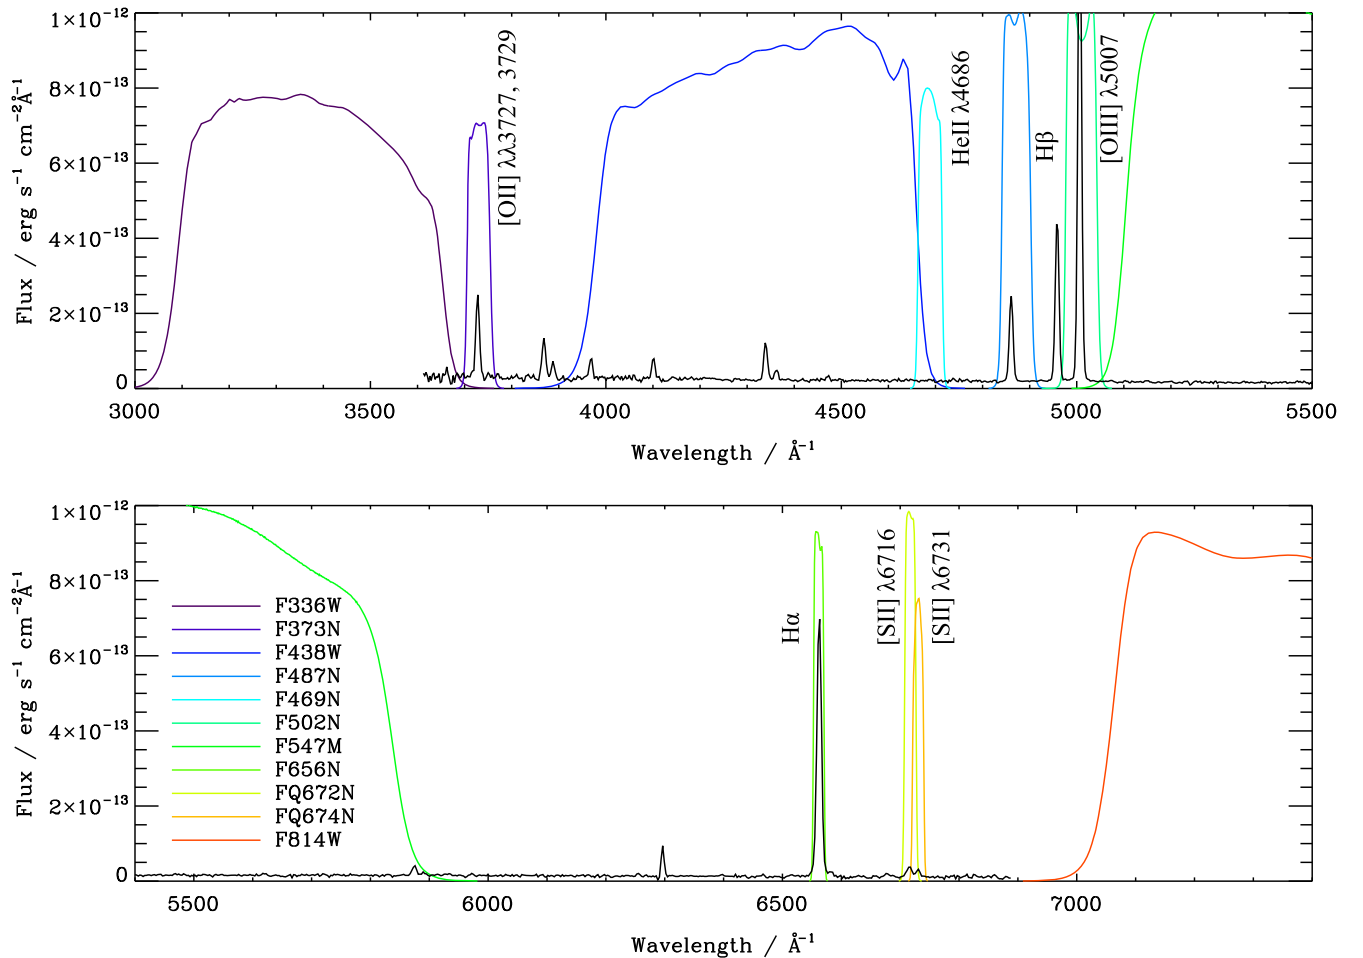 1×10⁻¹²
8×10⁻¹³
6×10⁻¹³
4×10⁻¹³
2×10⁻¹³
0
Flux / erg s⁻¹ cm⁻²Å⁻¹
[OII] λλ3727, 3729
HeII λ4686
Hβ
[OIII] λ5007
3000 3500 4000 4500 5000 5500
Wavelength / Å⁻¹
1×10⁻¹²
8×10⁻¹³
6×10⁻¹³
4×10⁻¹³
2×10⁻¹³
0
Flux / erg s⁻¹ cm⁻²Å⁻¹
Hα
[SII] λ6716
[SII] λ6731
F336W
F373N
F438W
F487N
F469N
F502N
F547M
F656N
FQ672N
FQ674N
F814W
5500 6000 6500 7000
Wavelength / Å⁻¹